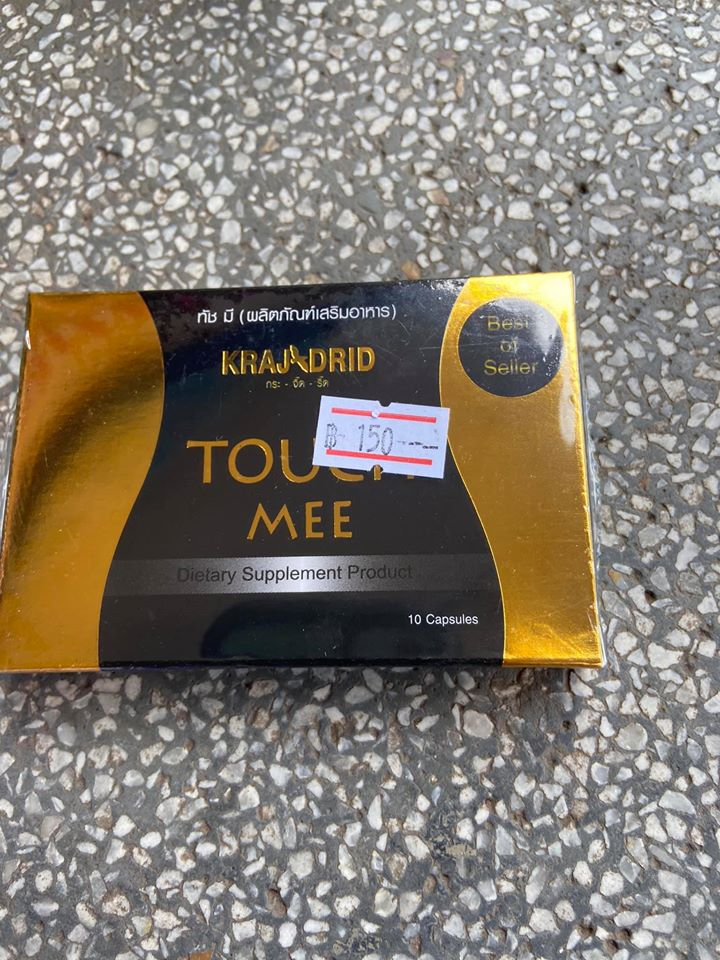 ทัช มี (ผลิตภัณฑ์เสริมอาหาร)
KRAJADRID
กระ - จั๊ด - ริ๊ด
Best
of
Seller
฿ 150
TOUCH
MEE
Dietary Supplement Product
10 Capsules